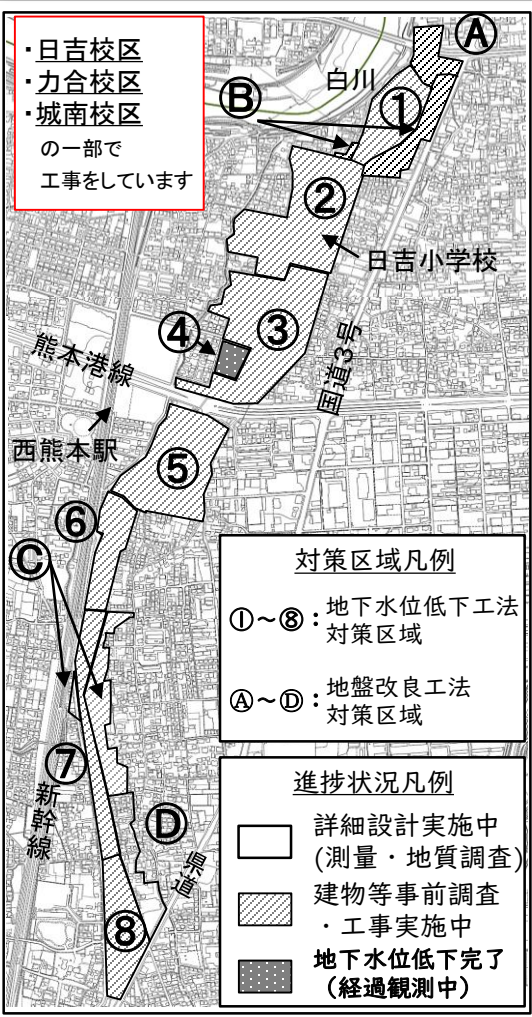 ・日吉校区
・力合校区
・城南校区
の一部で
工事をしています
Ⓐ
白川
Ⓑ
①
②
日吉小学校
④
③
国道3号
熊本港線
西熊本駅
⑤
⑥
Ⓒ
⑦
新幹線
Ⓓ
県道
⑧
対策区域凡例
①～⑧：地下水位低下工法
対策区域
Ⓐ～Ⓓ：地盤改良工法
対策区域
進捗状況凡例
詳細設計実施中
(測量・地質調査)
建物等事前調査
・工事実施中
地下水位低下完了
（経過観測中）